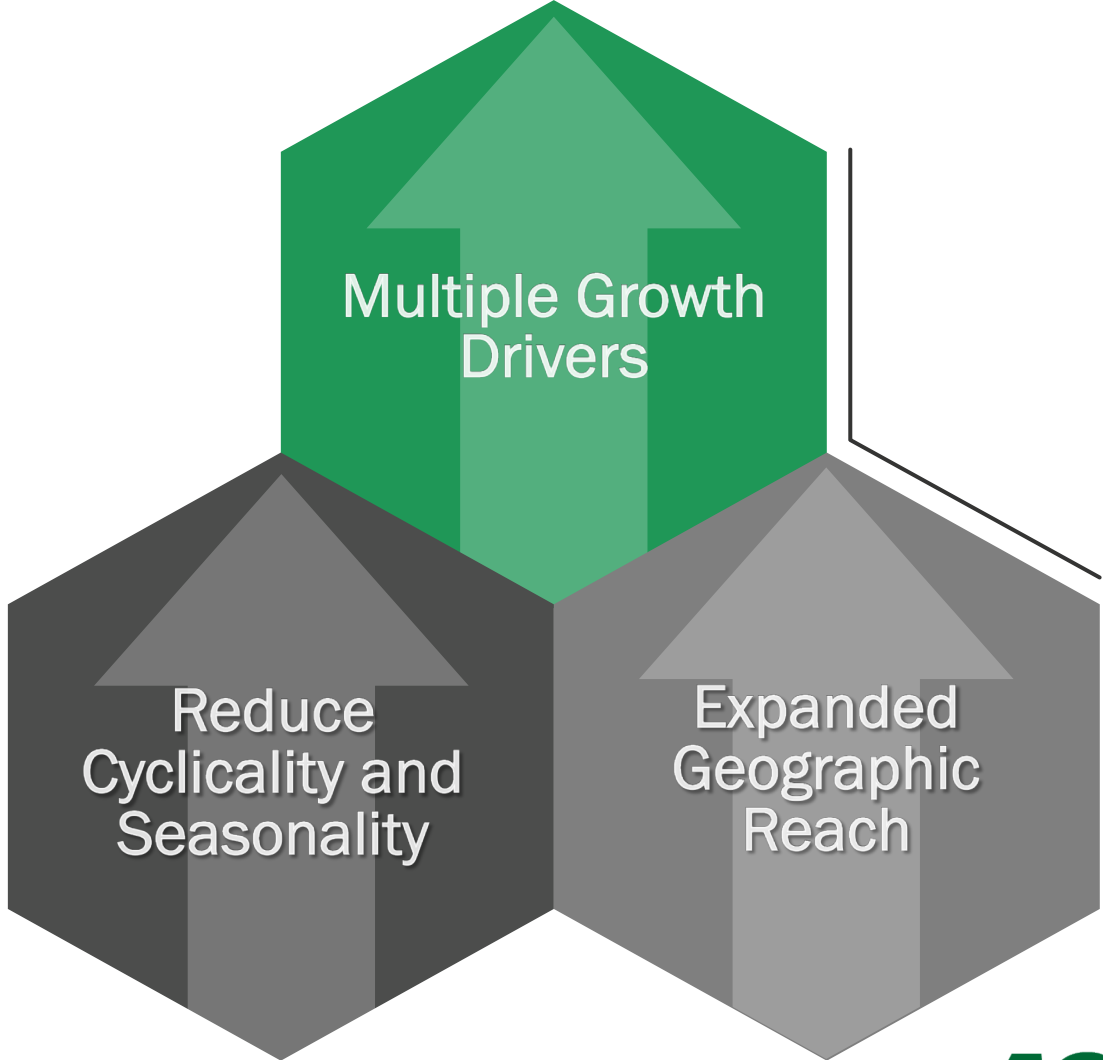 Multiple Growth
Drivers
Reduce
Cyclicality and
Seasonality
Expanded
Geographic
Reach